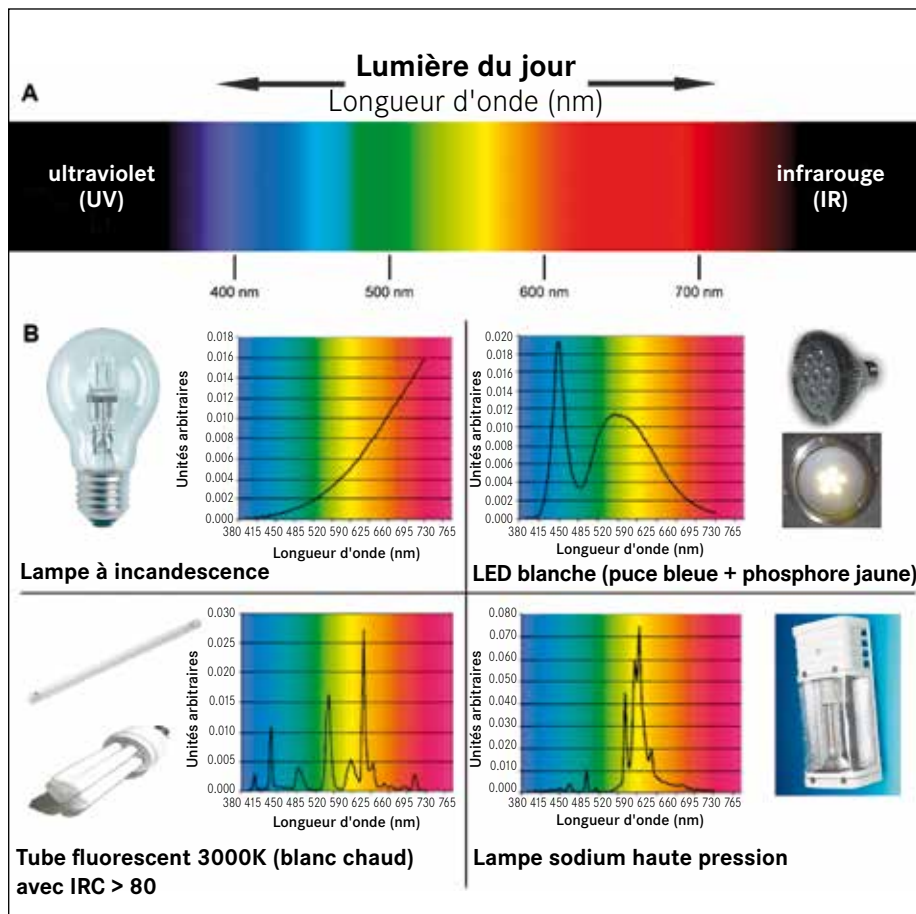 Lumière du jour
A
Longueur d'onde (nm)
ultraviolet
(UV)
infrarouge
(IR)
400 nm
500 nm
600 nm
700 nm
B
Unités arbitraires
0.018
0.016
0.014
0.012
0.010
0.008
0.006
0.004
0.002
0.000
380 415 450 485 520 555 590 625 660 695 730 765
Longueur d'onde (nm)
Lampe à incandescence
Unités arbitraires
0.020
0.018
0.016
0.014
0.012
0.010
0.008
0.006
0.004
0.002
0.000
380 415 450 485 520 555 590 625 660 695 730 765
Longueur d'onde (nm)
LED blanche (puce bleue + phosphore jaune)
Unités arbitraires
0.030
0.025
0.015
0.010
0.005
0.000
380 415 450 485 520 555 590 625 660 695 730 765
Longueur d'onde (nm)
Tube fluorescent 3000K (blanc chaud)
avec IRC > 80
Unités arbitraires
0.080
0.070
0.060
0.050
0.040
0.030
0.020
0.010
0.000
380 415 450 485 520 555 590 625 660 695 730 765
Longueur d'onde (nm)
Lampe sodium haute pression